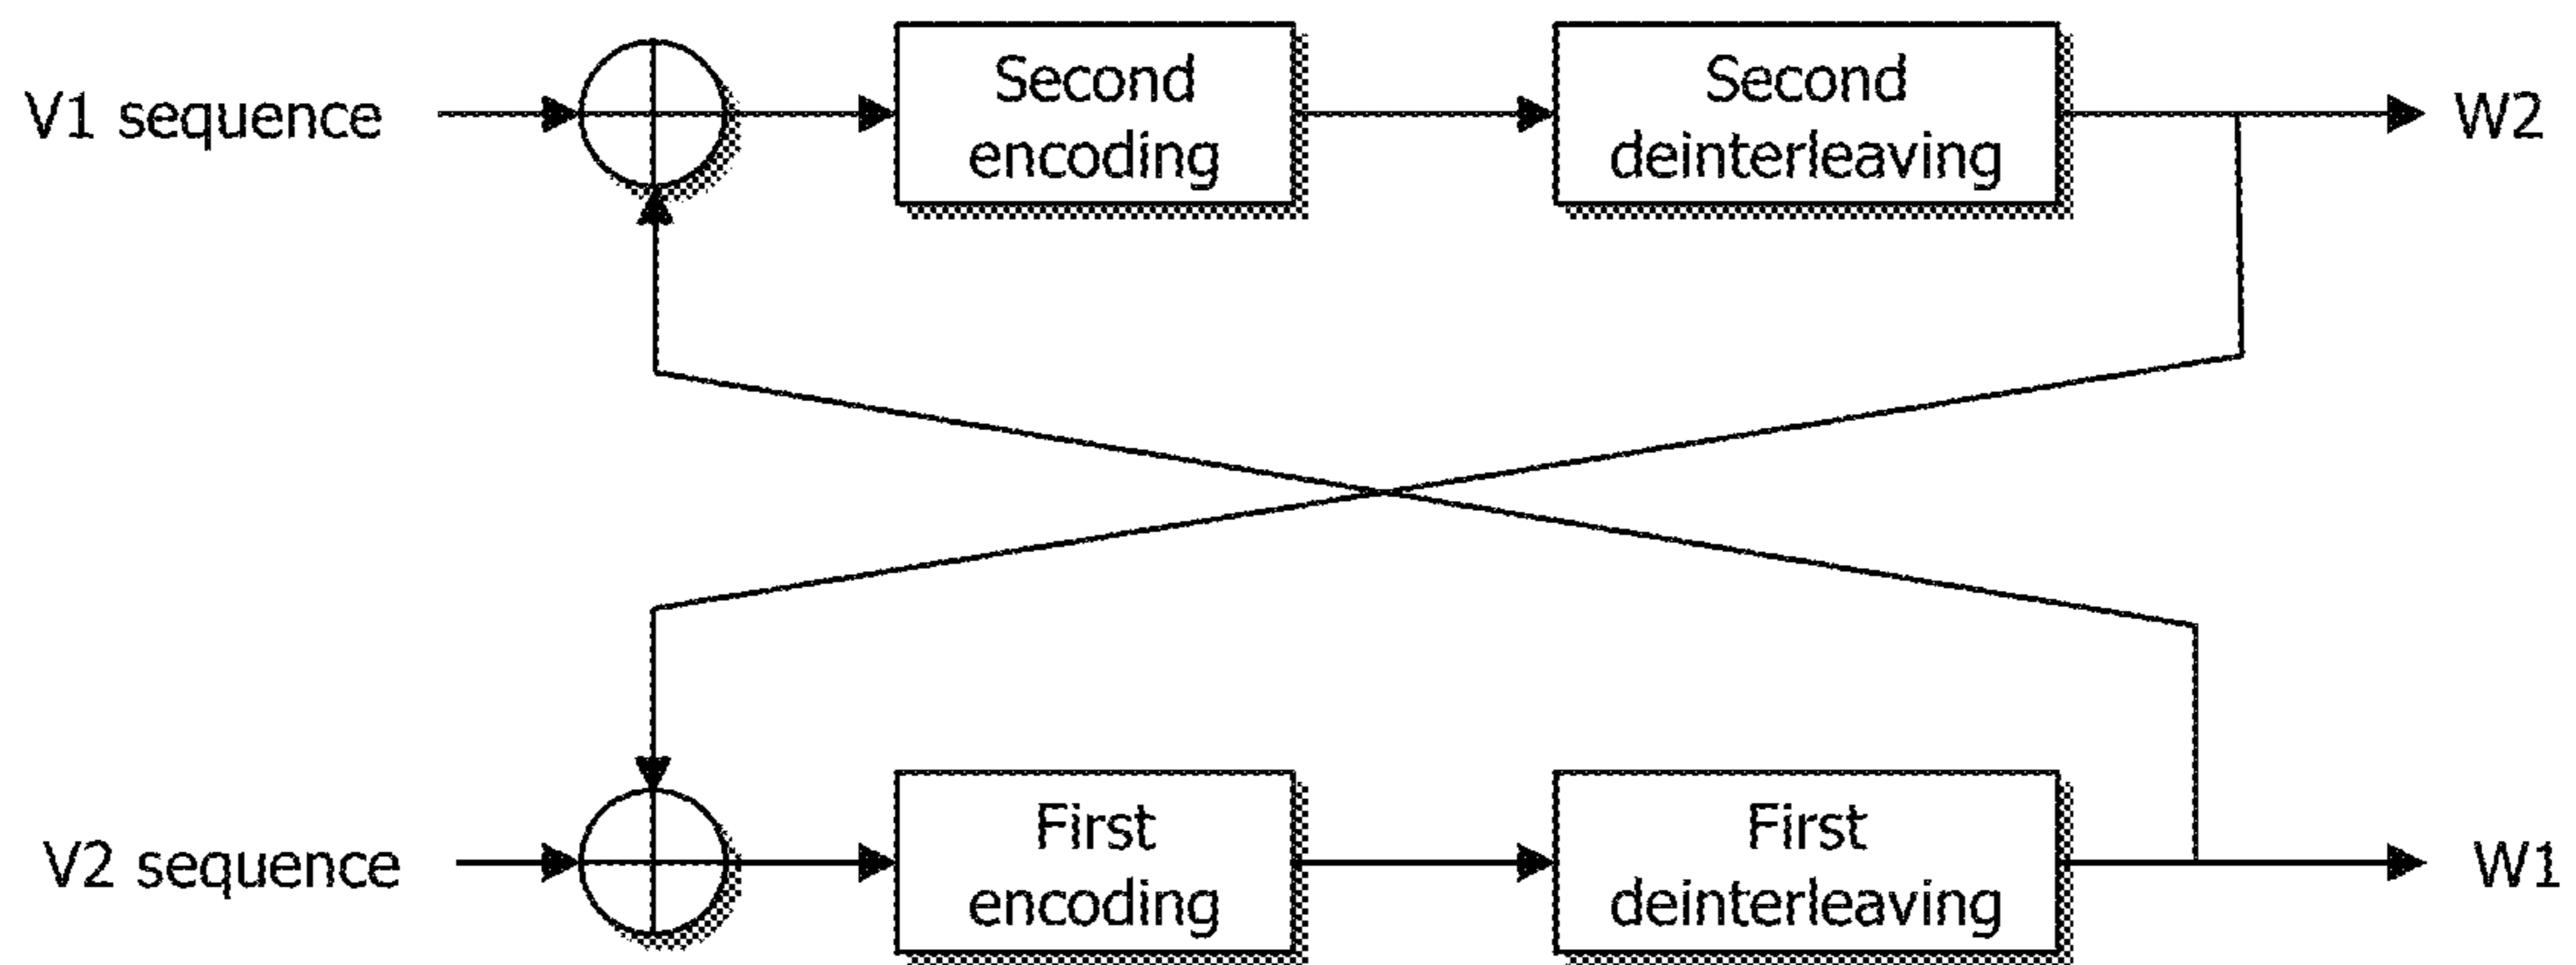 V1 sequence
Second
encoding
Second
deinterleaving
W2
V2 sequence
First
encoding
First
deinterleaving
W1